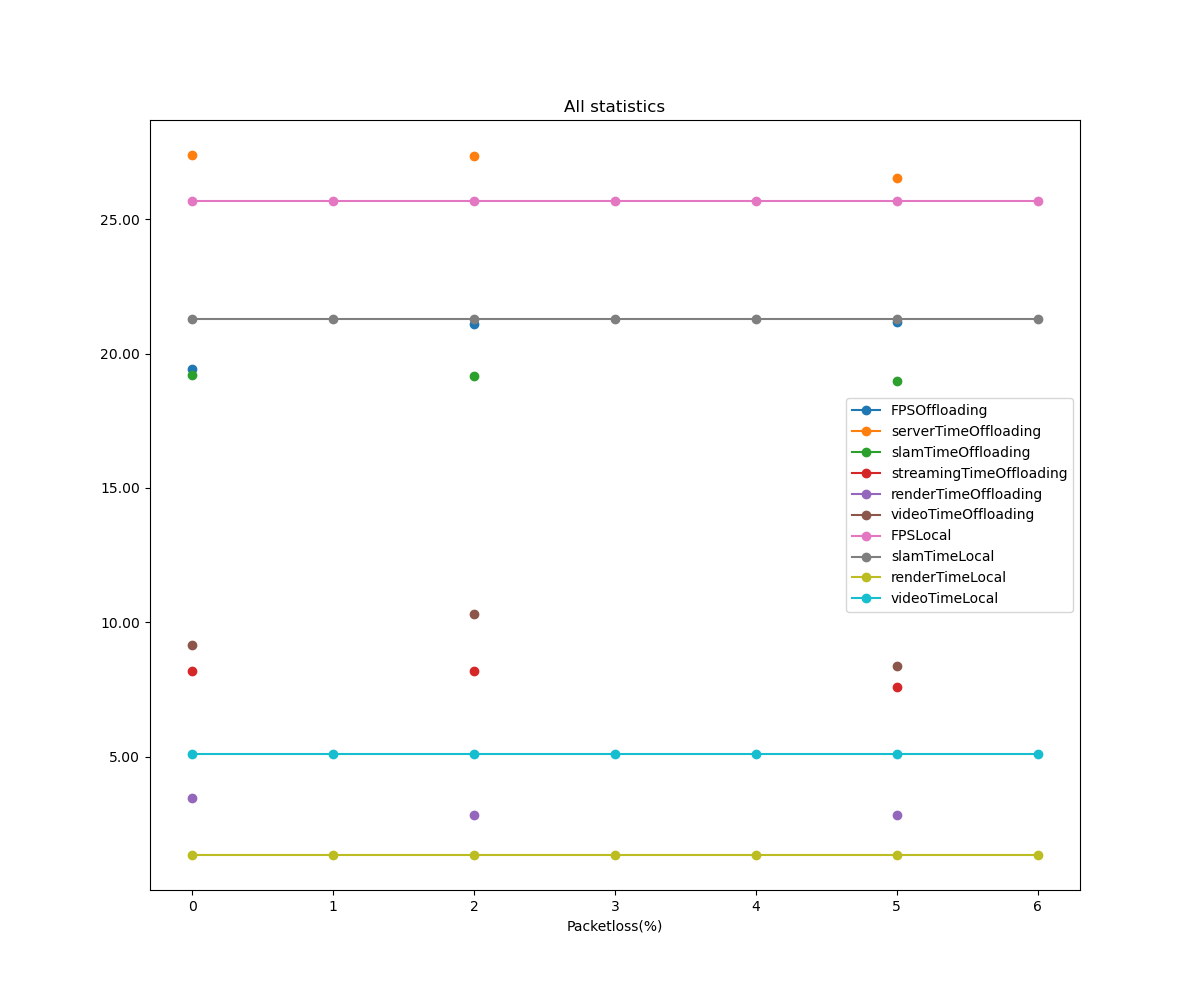 All statistics
25.00
20.00
15.00
10.00
5.00
FPSOffloading
serverTimeOffloading
slamTimeOffloading
streamingTimeOffloading
renderTimeOffloading
videoTimeOffloading
FPSLocal
slamTimeLocal
renderTimeLocal
videoTimeLocal
0 1 2 3 4 5 6
Packetloss(%)